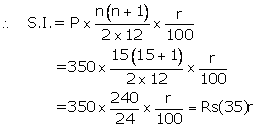 ∴ S.I. = P × n(n + 1)/(2 × 12) × r/100
=350 × 15(15 + 1)/(2 × 12) × r/100
=350 × 240/24 × r/100 = Rs(35)r